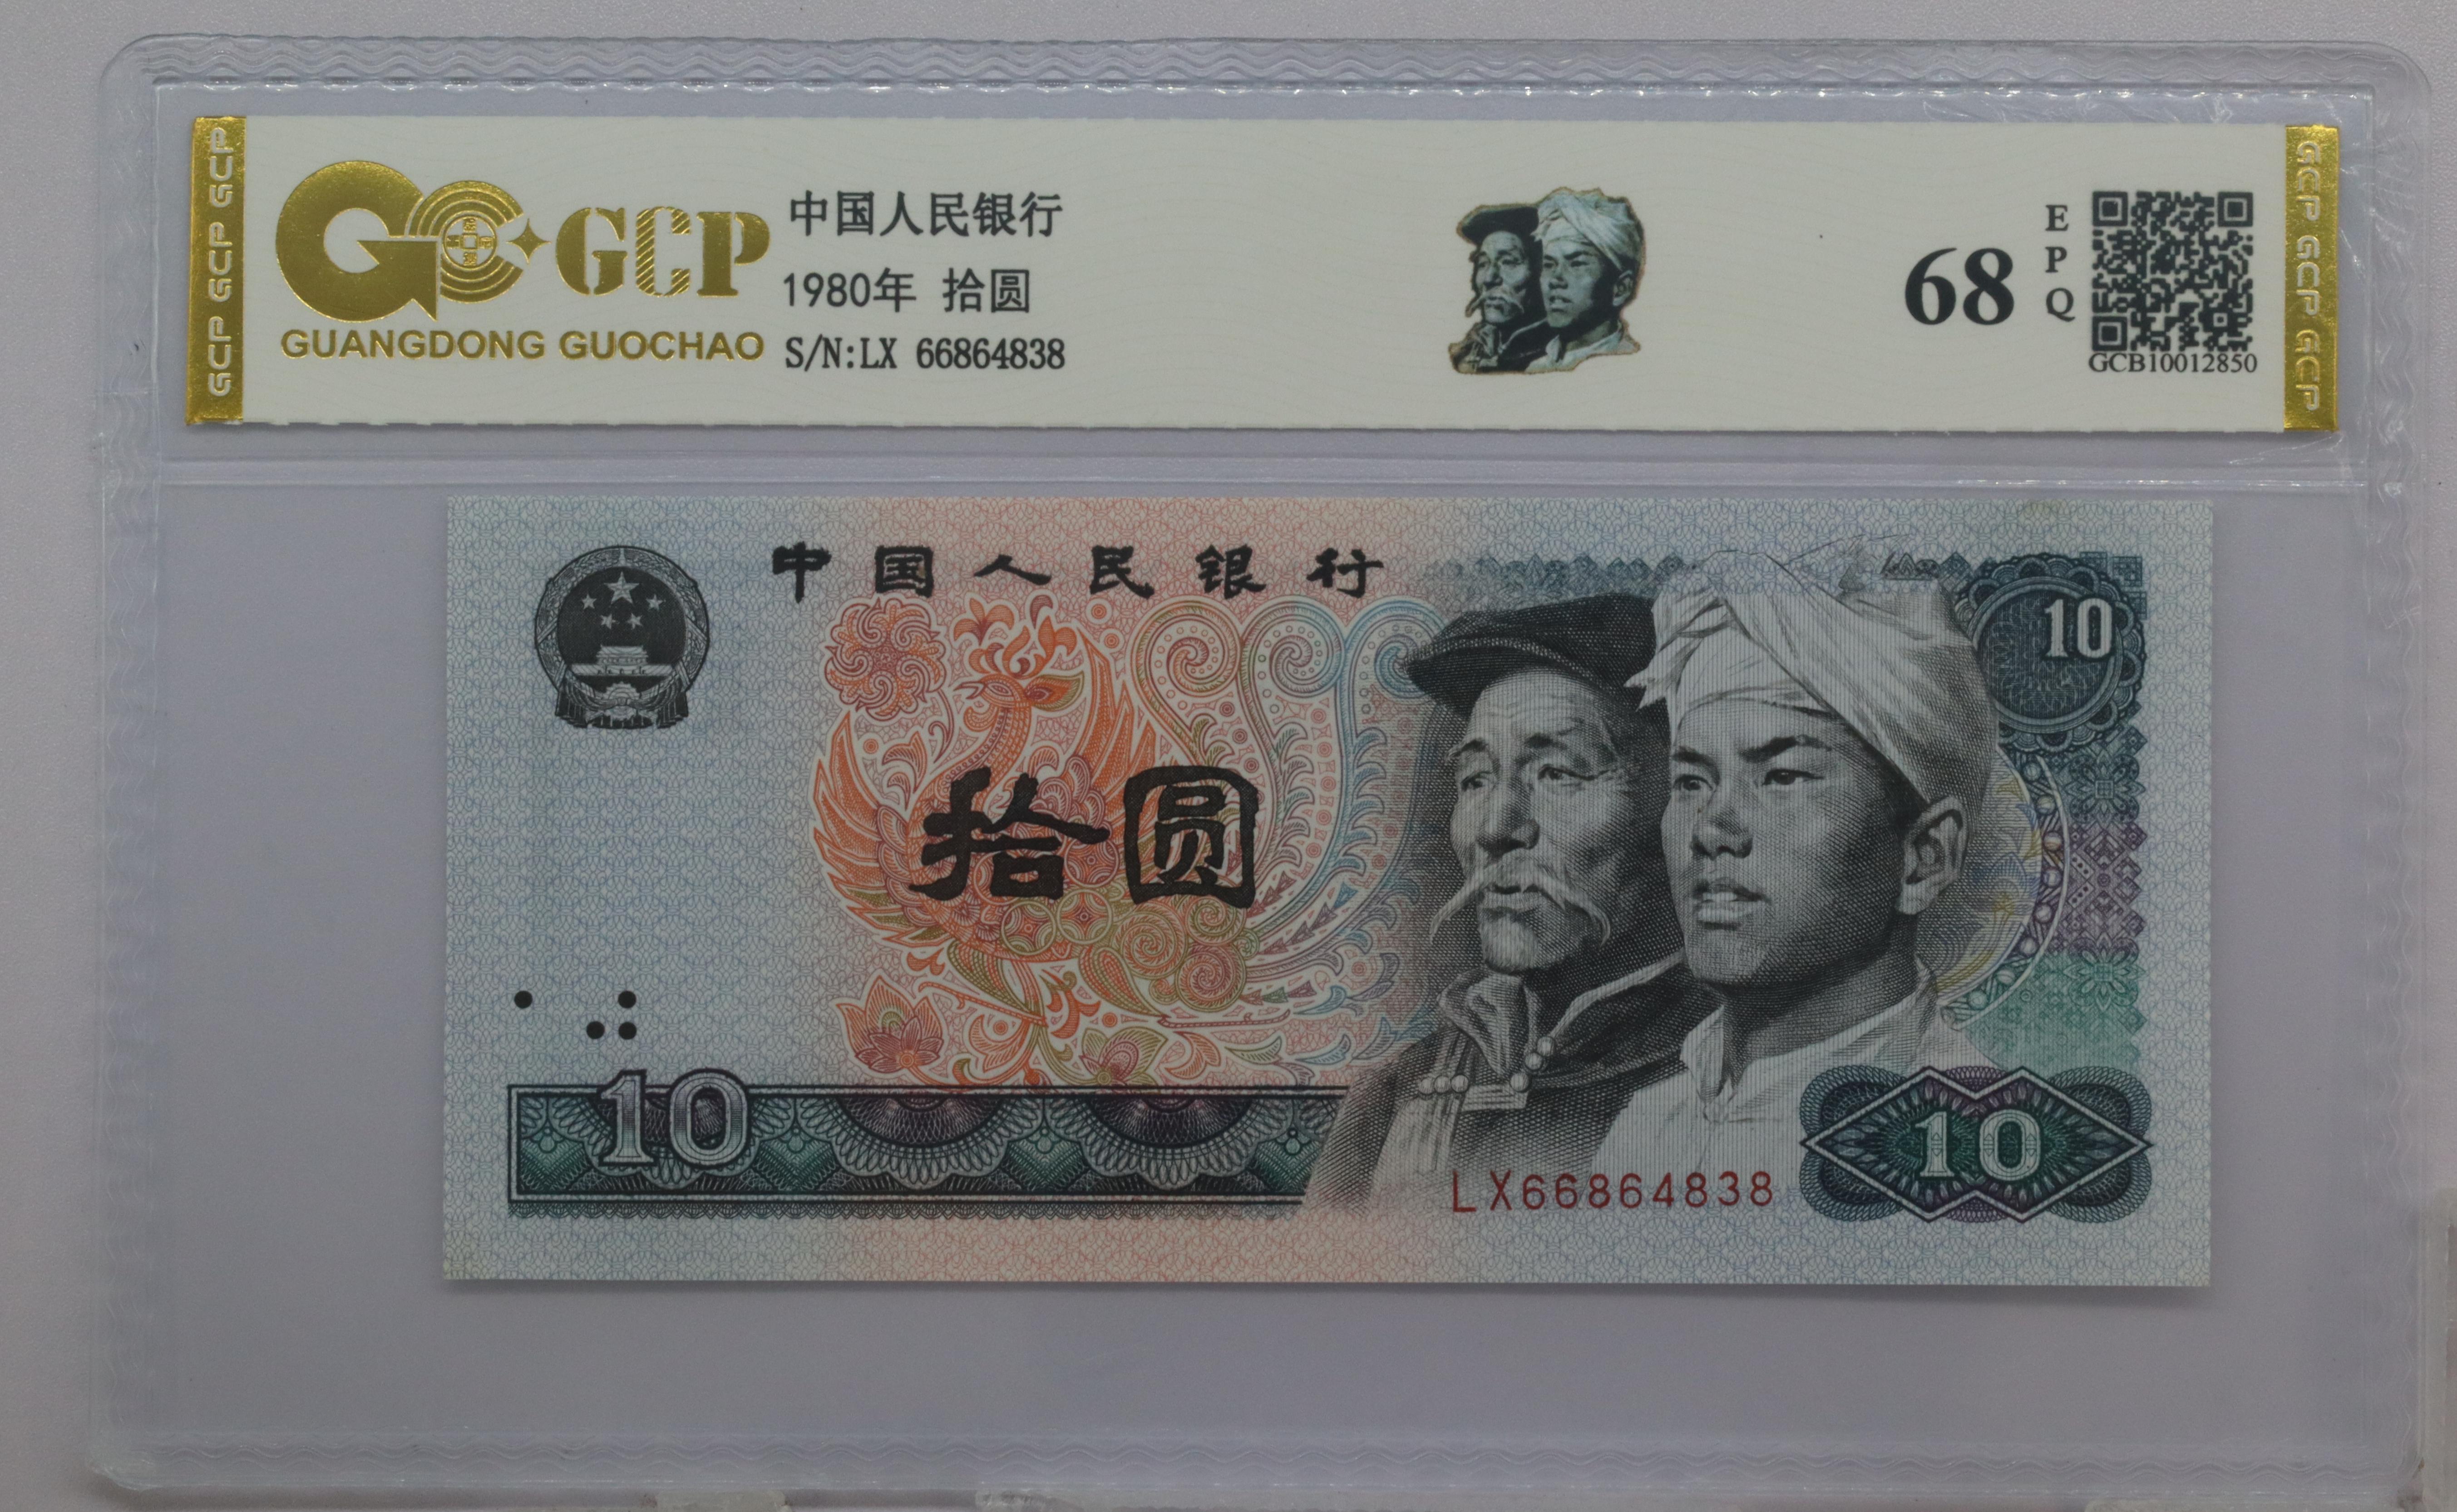 GCP GCP GCP
GC GCP
GUANGDONG GUOCHAO
中国人民银行
1980年 拾圆
S/N:LX 66864838
68
EPQ
GCB10012850
GCP GCP GCP
中国人民银行
10
拾圆
10
LX66864838
10